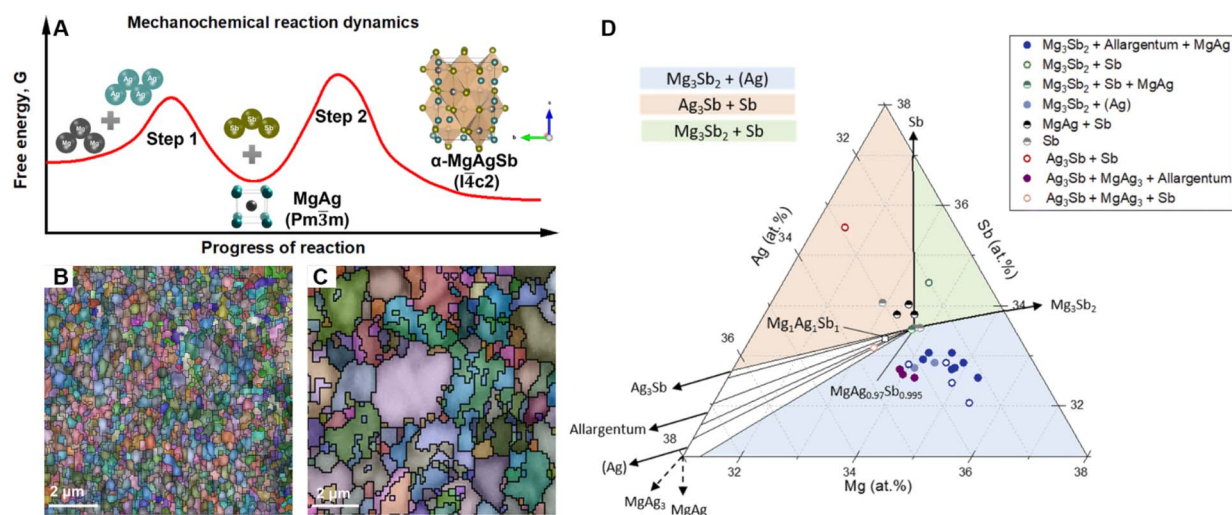 A
Mechanochemical reaction dynamics
Free energy, G
Ag Ag
Ag Ag
Mg
Mg Mg
Step 1
Sb Sb Sb
Step 2
MgAg
(Pm3̅m)
α-MgAgSb
(I4̅c2)
Progress of reaction
B
2 μm
C
2 μm
D
Mg₃Sb₂ + (Ag)
Ag₃Sb + Sb
Mg₃Sb₂ + Sb
Mg₃Sb₂ + Allargentum + MgAg
Mg₃Sb₂ + Sb
Mg₃Sb₂ + Sb + MgAg
Mg₃Sb₂ + (Ag)
MgAg + Sb
Sb
Ag₃Sb + Sb
Ag₃Sb + MgAg₃ + Allargentum
Ag₃Sb + MgAg₃ + Sb
38
Sb
32
36
34
34
36
32
38
Ag (at.%)
Sb (at.%)
Mg₃Sb₂
Mg₁Ag₁Sb₁
MgAg₀.₉₇Sb₀.₉₉₅
Ag₃Sb
Allargentum
(Ag)
MgAg₃
MgAg
32
34
36
38
Mg (at.%)